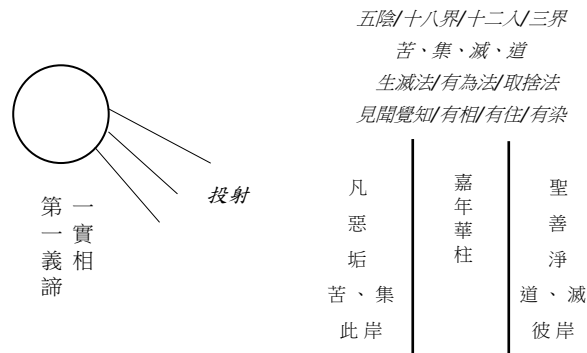 五陰/十八界/十二入/三界
苦、集、滅、道
生滅法/有為法/取捨法
見聞覺知/有相/有住/有染
投射
一實相
第一義諦
凡
惡
垢
苦、集
此岸
嘉年華柱
聖
善
淨
道、滅
彼岸